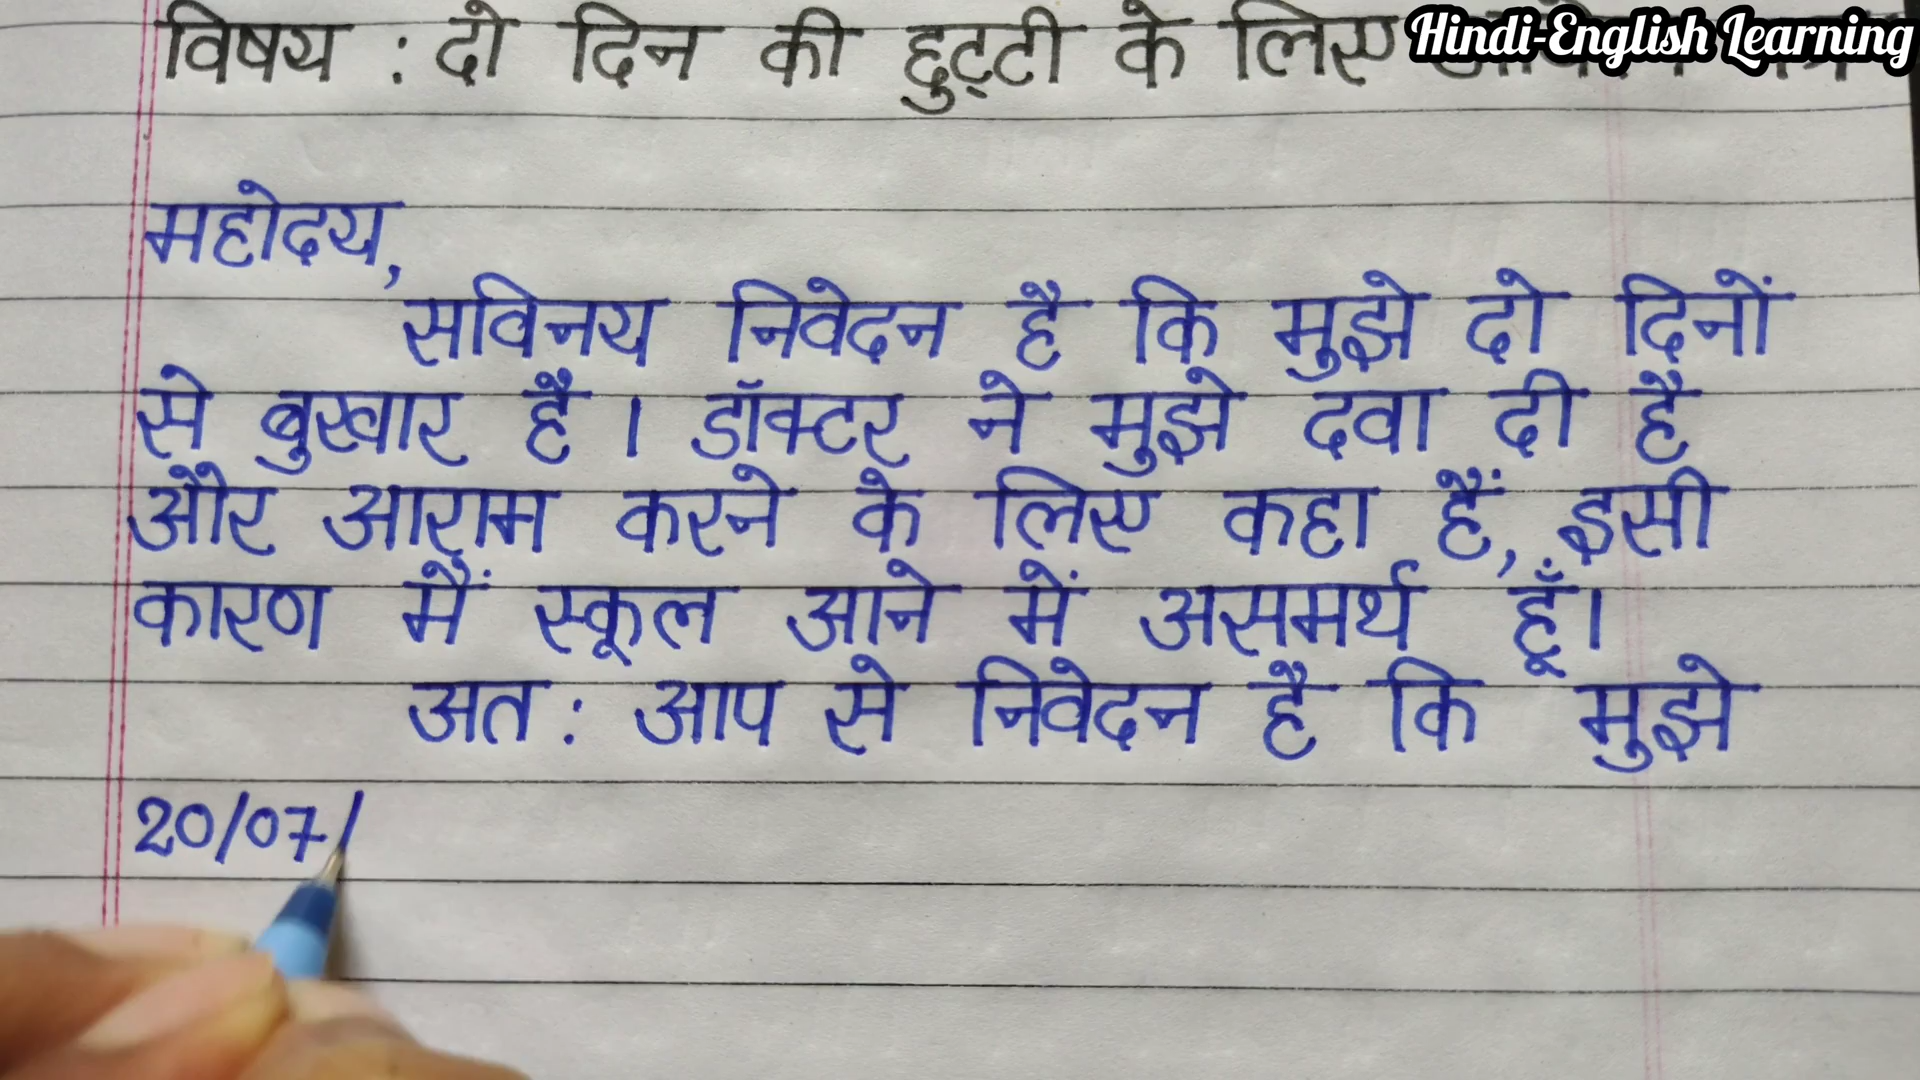 Hindi-English Learning
विषय : दो दिन की छुट्टी के लिए
महोदय,
सविनय निवेदन है कि मुझे दो दिनों
से बुखार है । डॉक्टर ने मुझे दवा दी है
और आराम करने के लिए कहा हैं, इसी
कारण मैं स्कूल आने में असमर्थ हूँ।
अत : आप से निवेदन है कि मुझे
20/07/